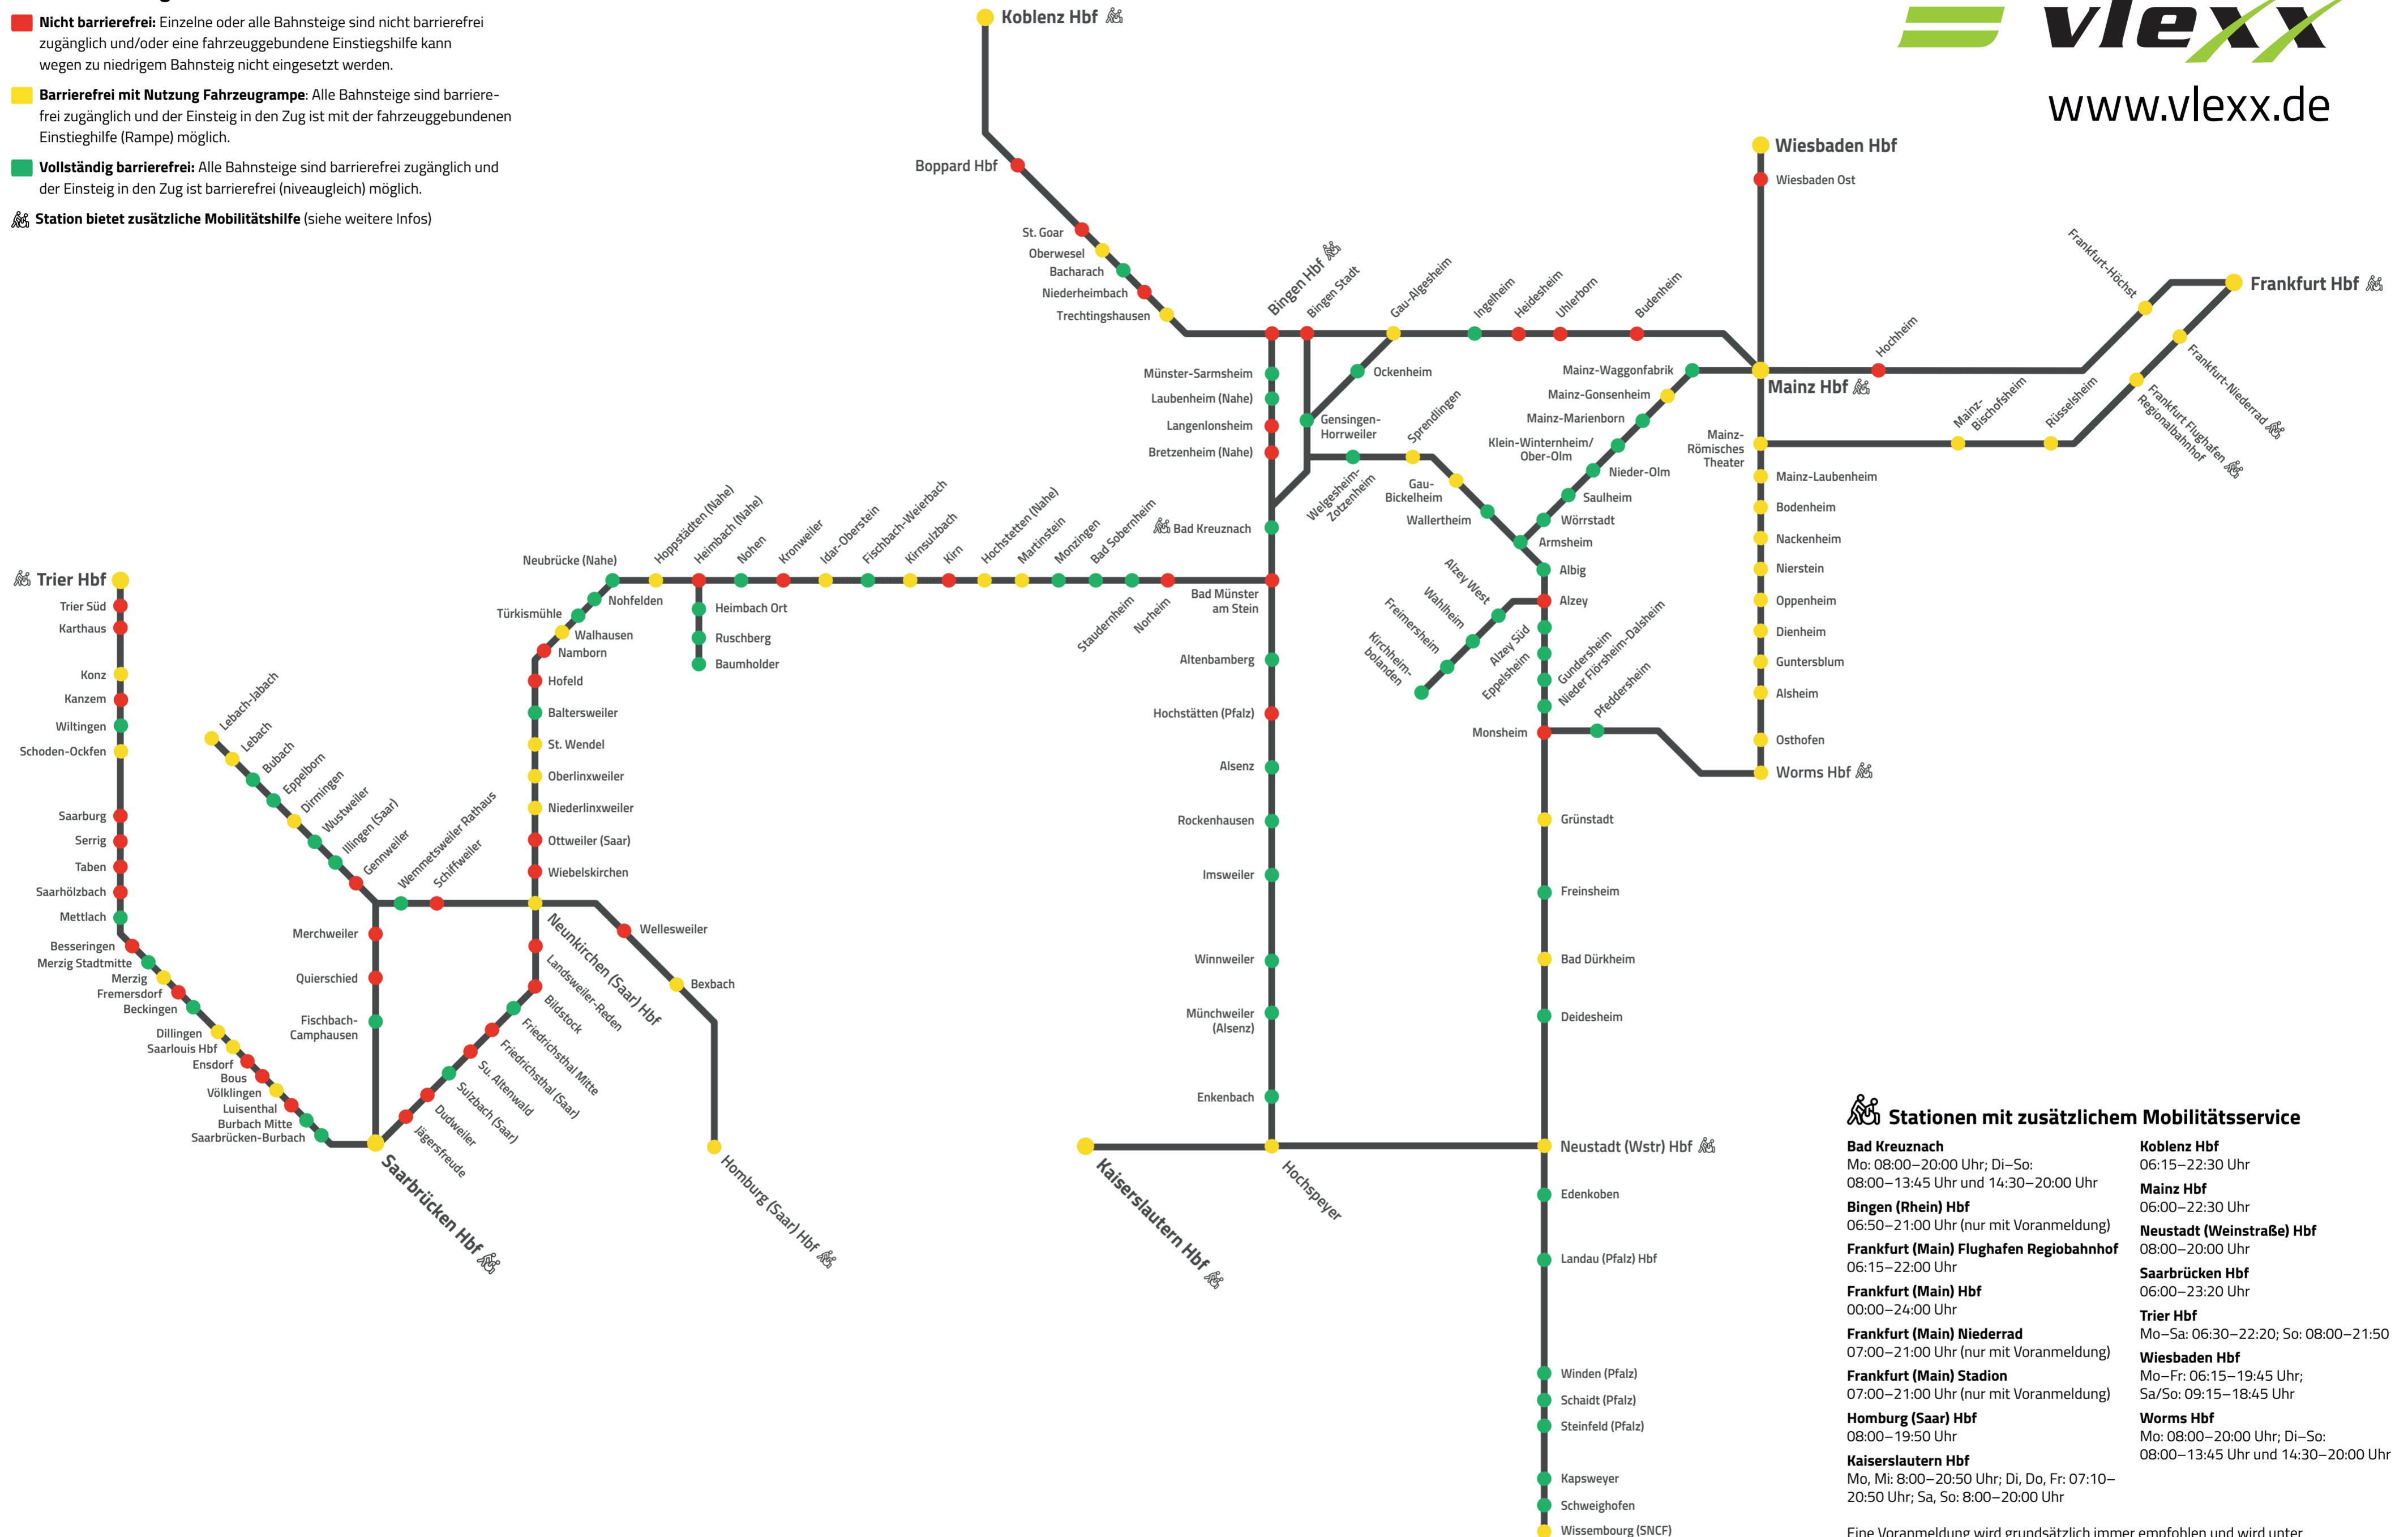 Nicht barrierefrei: Einzelne oder alle Bahnsteige sind nicht barrierefrei
zugänglich und/oder eine fahrzeuggebundene Einstiegshilfe kann
wegen zu niedrigem Bahnsteig nicht eingesetzt werden.
Barrierefrei mit Nutzung Fahrzeugrampe: Alle Bahnsteige sind barriere-
frei zugänglich und der Einsteig in den Zug ist mit der fahrzeuggebundenen
Einstieghilfe (Rampe) möglich.
Vollständig barrierefrei: Alle Bahnsteige sind barrierefrei zugänglich und
der Einsteig in den Zug ist barrierefrei (niveaugleich) möglich.
Station bietet zusätzliche Mobilitätshilfe (siehe weitere Infos)
vlexx
www.vlexx.de
Koblenz Hbf
Boppard Hbf
St. Goar
Oberwesel
Bacharach
Niederheimbach
Trechtingshausen
Bingen Hbf
Bingen Stadt
Gau-Algesheim
Ingelheim
Heidesheim
Uhlerborn
Budenheim
Wiesbaden Hbf
Wiesbaden Ost
Mainz Hbf
Hochheim
Frankfurt-Höchst
Frankfurt Hbf
Frankfurt-Niederrad
Frankfurt Flughafen
Regionalbahnhof
Rüsselsheim
Mainz-
Bischofsheim
Mainz-
Römisches
Theater
Mainz-Laubenheim
Bodenheim
Nackenheim
Nierstein
Oppenheim
Dienheim
Guntersblum
Alsheim
Osthofen
Worms Hbf
Mainz-Waggonfabrik
Mainz-Gonsenheim
Mainz-Marienborn
Klein-Winternheim/
Ober-Olm
Nieder-Olm
Saulheim
Wörrstadt
Armsheim
Ockenheim
Gensingen-
Horrweiler
Welgesheim-
Zotzenheim
Sprendlingen
Gau-
Bickelheim
Wallertheim
Albig
Alzey
Alzey West
Wahlheim
Freimersheim
Kirchheim-
bolanden
Alzey Süd
Eppelsheim
Gundersheim
Nieder Flörsheim-Dalsheim
Monsheim
Pfeddersheim
Grünstadt
Freinsheim
Bad Dürkheim
Deidesheim
Neustadt (Wstr) Hbf
Edenkoben
Landau (Pfalz) Hbf
Winden (Pfalz)
Schaidt (Pfalz)
Steinfeld (Pfalz)
Kapsweyer
Schweighofen
Wissembourg (SNCF)
Münster-Sarmsheim
Laubenheim (Nahe)
Langenlonsheim
Bretzenheim (Nahe)
Bad Kreuznach
Bad Münster
am Stein
Altenbamberg
Hochstätten (Pfalz)
Alsenz
Rockenhausen
Imsweiler
Winnweiler
Münchweiler
(Alsenz)
Enkenbach
Hochspeyer
Kaiserslautern Hbf
Neubrücke (Nahe)
Hoppstädten (Nahe)
Heimbach (Nahe)
Nohen
Kronweiler
Idar-Oberstein
Fischbach-Weierbach
Kirnsulzbach
Kirn
Hochstetten (Nahe)
Martinstein
Monzingen
Bad Sobernheim
Staudernheim
Norheim
Heimbach Ort
Ruschberg
Baumholder
Nohfelden
Türkismühle
Walhausen
Namborn
Hofeld
Baltersweiler
St. Wendel
Oberlinxweiler
Niederlinxweiler
Ottweiler (Saar)
Wiebelskirchen
Neunkirchen (Saar) Hbf
Wellesweiler
Bexbach
Homburg (Saar) Hbf
Landsweiler-Reden
Bildstock
Friedrichsthal Mitte
Friedrichsthal (Saar)
Su. Altenwald
Sulzbach (Saar)
Dudweiler
Jägersfreude
Saarbrücken Hbf
Lebach-Jabach
Lebach
Bubach
Eppelborn
Dirmingen
Wustweiler
Illingen (Saar)
Gennweiler
Wemmetsweiler Rathaus
Schiffweiler
Merchweiler
Quierschied
Fischbach-
Camphausen
Trier Hbf
Trier Süd
Karthaus
Konz
Kanzem
Wiltingen
Schoden-Ockfen
Saarburg
Serrig
Taben
Saarhölzbach
Mettlach
Besseringen
Merzig Stadtmitte
Merzig
Fremersdorf
Beckingen
Dillingen
Saarlouis Hbf
Ensdorf
Bous
Völklingen
Luisenthal
Burbach Mitte
Saarbrücken-Burbach
Stationen mit zusätzlichem Mobilitätsservice
Bad Kreuznach
Mo: 08:00–20:00 Uhr; Di–So:
08:00–13:45 Uhr und 14:30–20:00 Uhr
Bingen (Rhein) Hbf
06:50–21:00 Uhr (nur mit Voranmeldung)
Frankfurt (Main) Flughafen Regiobahnhof
06:15–22:00 Uhr
Frankfurt (Main) Hbf
00:00–24:00 Uhr
Frankfurt (Main) Niederrad
07:00–21:00 Uhr (nur mit Voranmeldung)
Frankfurt (Main) Stadion
07:00–21:00 Uhr (nur mit Voranmeldung)
Homburg (Saar) Hbf
08:00–19:50 Uhr
Kaiserslautern Hbf
Mo, Mi: 8:00–20:50 Uhr; Di, Do, Fr: 07:10–
20:50 Uhr; Sa, So: 8:00–20:00 Uhr
Koblenz Hbf
06:15–22:30 Uhr
Mainz Hbf
06:00–22:30 Uhr
Neustadt (Weinstraße) Hbf
08:00–20:00 Uhr
Saarbrücken Hbf
06:00–23:20 Uhr
Trier Hbf
Mo–Sa: 06:30–22:20; So: 08:00–21:50
Wiesbaden Hbf
Mo–Fr: 06:15–19:45 Uhr;
Sa/So: 09:15–18:45 Uhr
Worms Hbf
Mo: 08:00–20:00 Uhr; Di–So:
08:00–13:45 Uhr und 14:30–20:00 Uhr
Eine Voranmeldung wird grundsätzlich immer empfohlen und wird unter